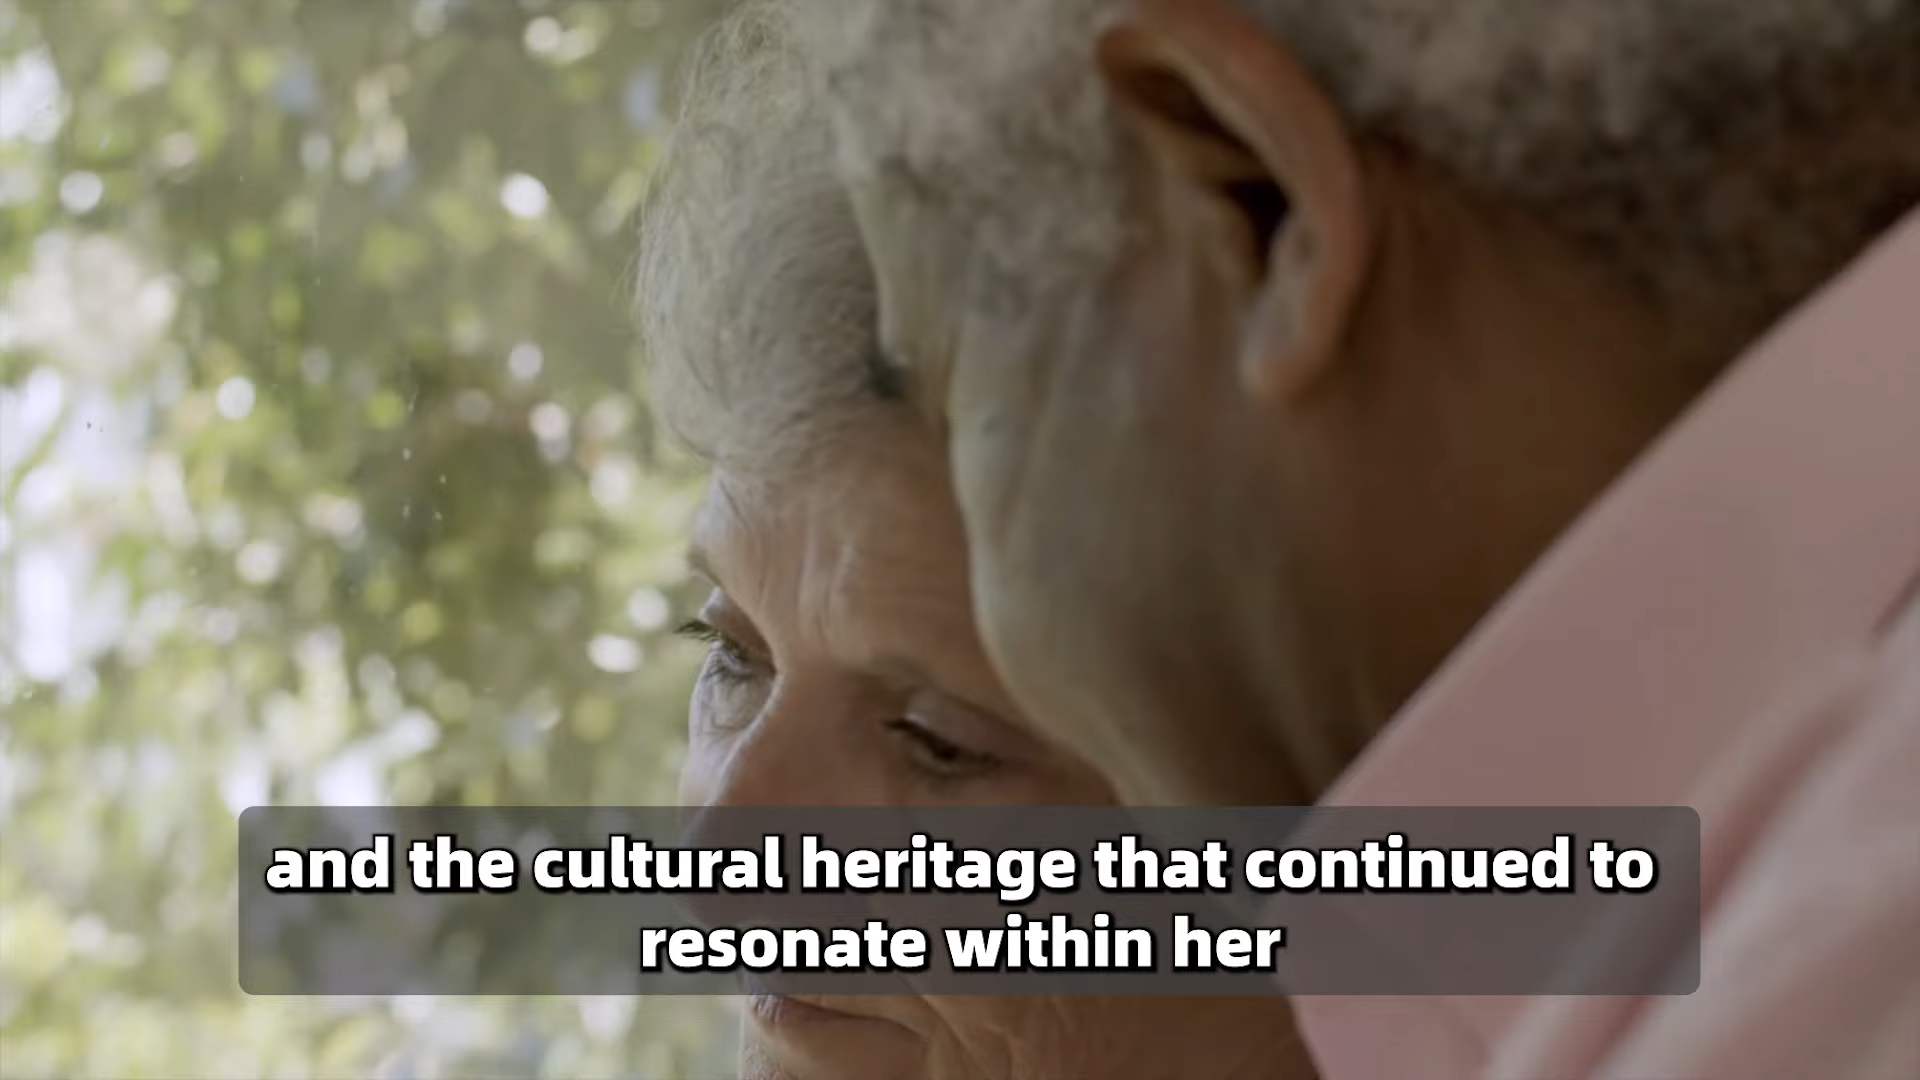 and the cultural heritage that continued to
resonate within her